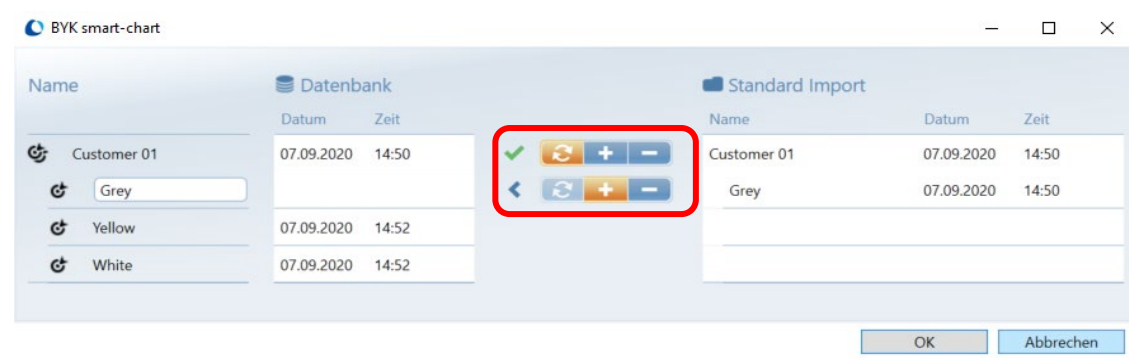 BYK smart-chart
Name Datenbank Standard Import
Datum Zeit Name Datum Zeit
Customer 01 07.09.2020 14:50 Customer 01 07.09.2020 14:50
Grey Grey 07.09.2020 14:50
Yellow 07.09.2020 14:52
White 07.09.2020 14:52
OK Abbrechen